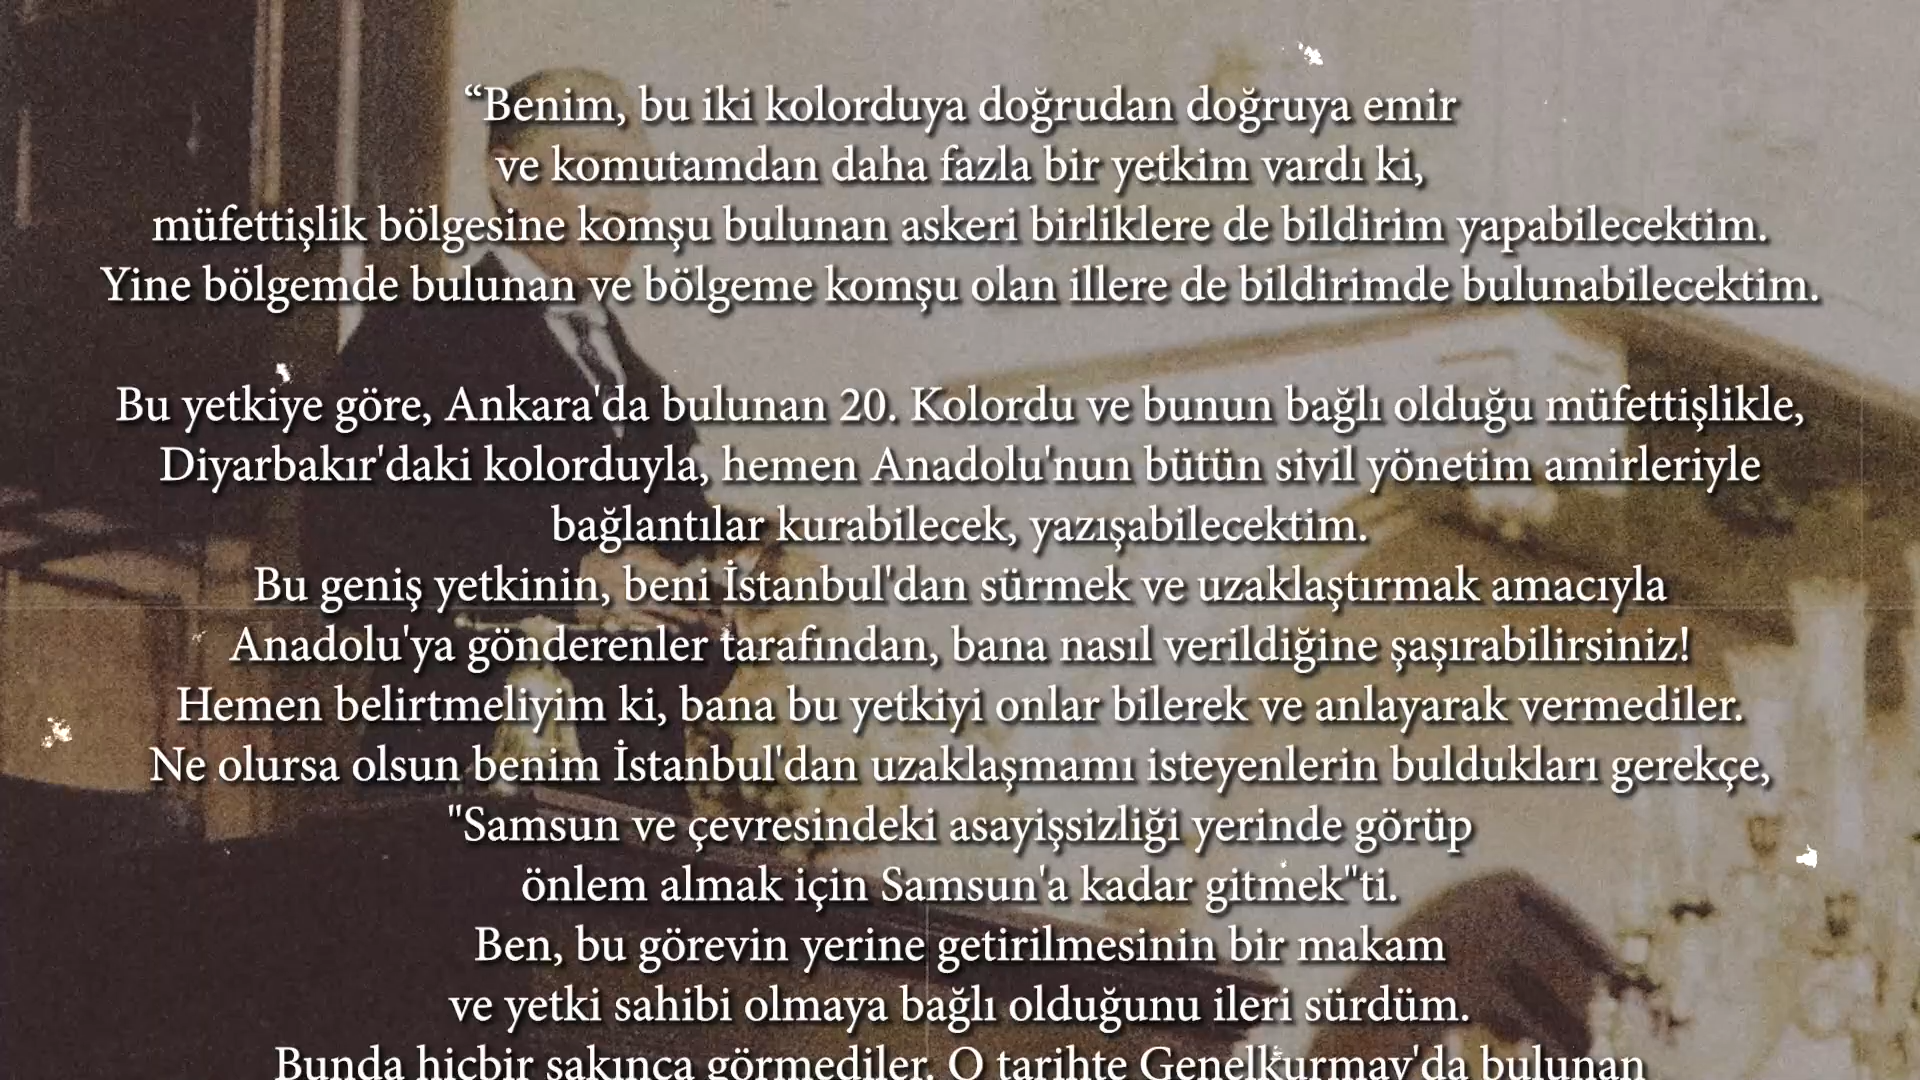 “Benim, bu iki kolorduya doğrudan doğruya emir
ve komutamdan daha fazla bir yetkim vardı ki,
müfettişlik bölgesine komşu bulunan askeri birliklere de bildirim yapabilecektim.
Yine bölgemde bulunan ve bölgeme komşu olan illere de bildirimde bulunabilecektim.
Bu yetkiye göre, Ankara'da bulunan 20. Kolordu ve bunun bağlı olduğu müfettişlikle,
Diyarbakır'daki kolorduyla, hemen Anadolu'nun bütün sivil yönetim amirleriyle
bağlantılar kurabilecek, yazışabilecektim.
Bu geniş yetkinin, beni İstanbul'dan sürmek ve uzaklaştırmak amacıyla
Anadolu'ya gönderenler tarafından, bana nasıl verildiğine şaşırabilirsiniz!
Hemen belirtmeliyim ki, bana bu yetkiyi onlar bilerek ve anlayarak vermediler.
Ne olursa olsun benim İstanbul'dan uzaklaşmamı isteyenlerin buldukları gerekçe,
"Samsun ve çevresindeki asayişsizliği yerinde görüp
önlem almak için Samsun'a kadar gitmek"ti.
Ben, bu görevin yerine getirilmesinin bir makam
ve yetki sahibi olmaya bağlı olduğunu ileri sürdüm.
Bunda hiçbir sakınca görmediler. O tarihte Genelkurmay'da bulunan